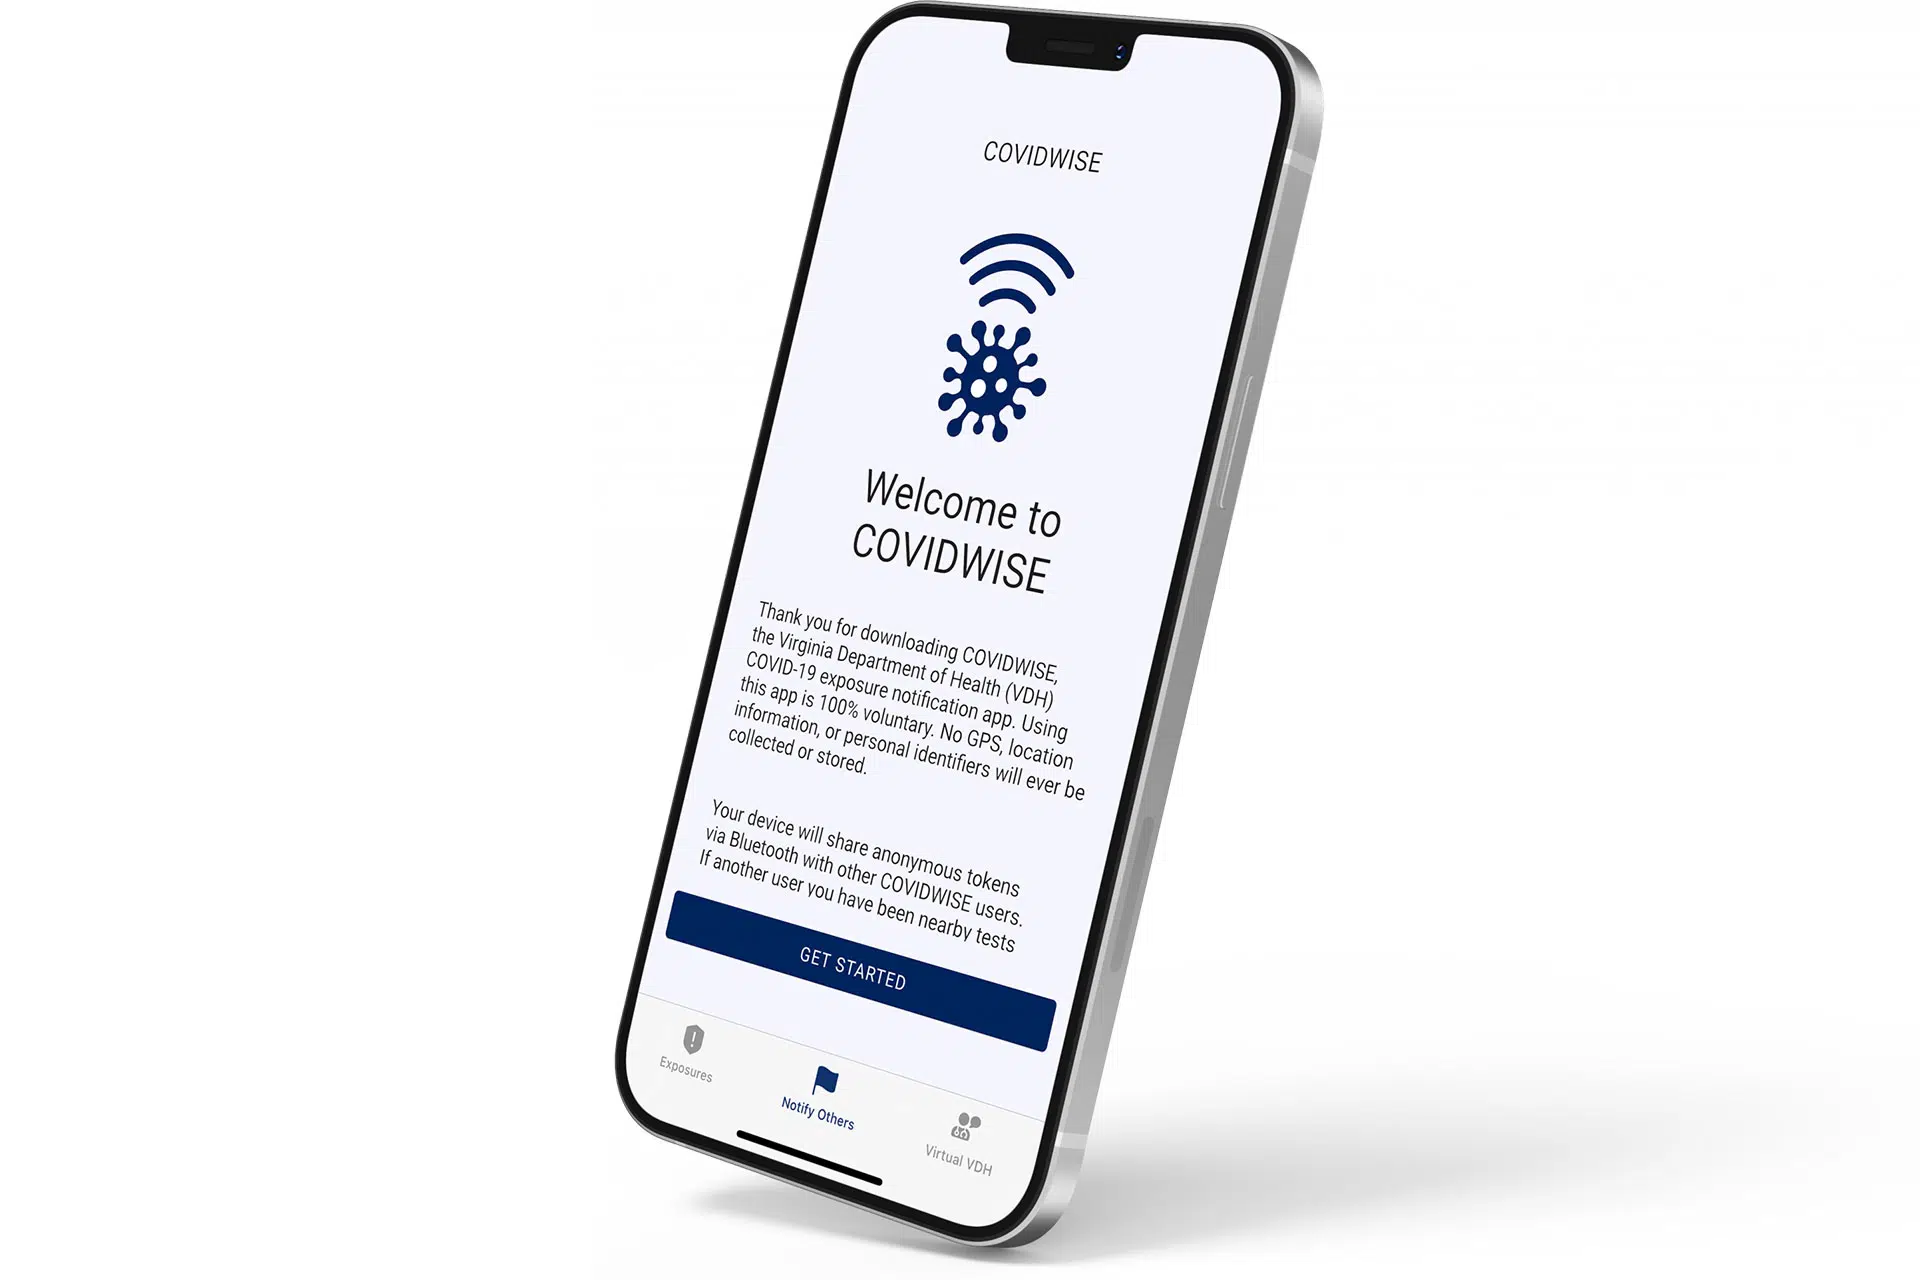 COVIDWISE
Welcome to
COVIDWISE
Thank you for downloading COVIDWISE,
the Virginia Department of Health (VDH)
COVID-19 exposure notification app. Using
this app is 100% voluntary. No GPS, location
information, or personal identifiers will ever be
collected or stored.
Your device will share anonymous tokens
via Bluetooth with other COVIDWISE users.
If another user you have been nearby tests
GET STARTED
Exposures
Notify Others
Virtual VDH